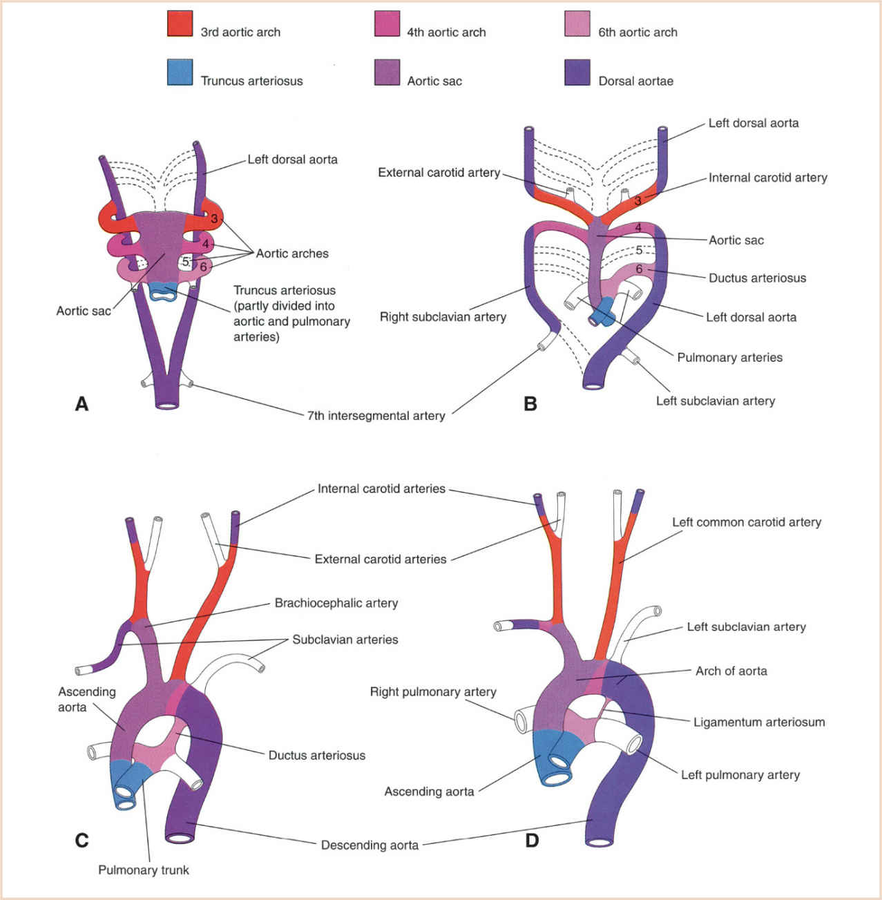 3rd aortic arch
4th aortic arch
6th aortic arch
Truncus arteriosus
Aortic sac
Dorsal aortae
Left dorsal aorta
3
4
5
6
Aortic arches
Truncus arteriosus
(partly divided into
aortic and pulmonary
arteries)
Aortic sac
A
7th intersegmental artery
Left dorsal aorta
External carotid artery
Internal carotid artery
3
4
Aortic sac
5
6
Ductus arteriosus
Right subclavian artery
Left dorsal aorta
Pulmonary arteries
Left subclavian artery
B
Internal carotid arteries
External carotid arteries
Brachiocephalic artery
Subclavian arteries
Ascending
aorta
Ductus arteriosus
C
Descending aorta
Pulmonary trunk
Left common carotid artery
Left subclavian artery
Arch of aorta
Right pulmonary artery
Ligamentum arteriosum
Left pulmonary artery
Ascending aorta
D